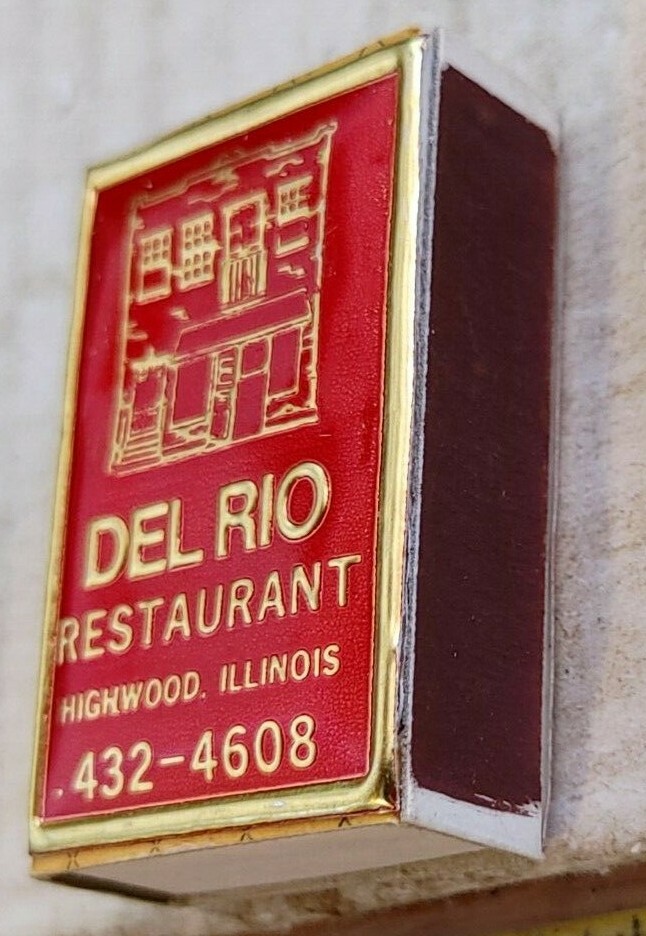 DEL RIO
RESTAURANT
HIGHWOOD, ILLINOIS
432-4608